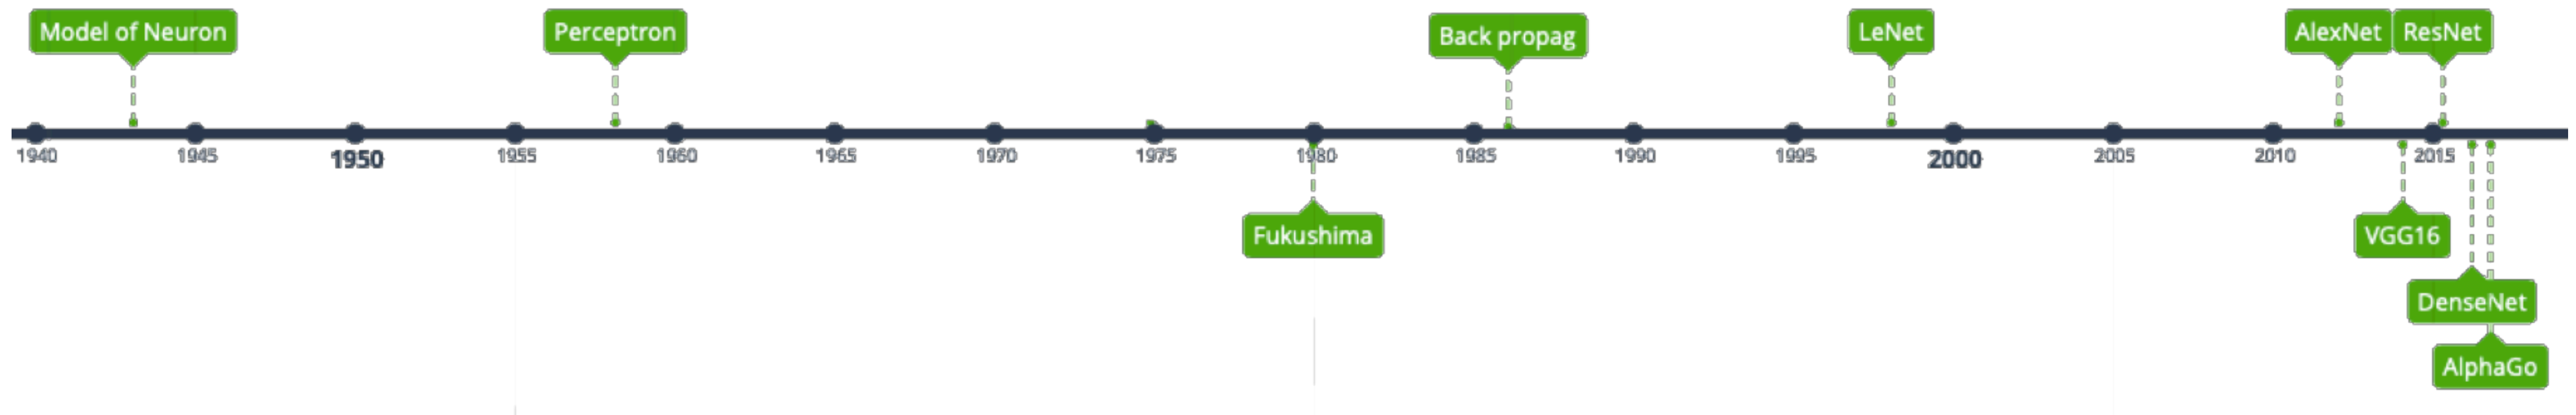 Model of Neuron
Perceptron
Back propag
LeNet
AlexNet
ResNet
1940
1945
1950
1955
1960
1965
1970
1975
1980
1985
1990
1995
2000
2005
2010
2015
Fukushima
VGG16
DenseNet
AlphaGo